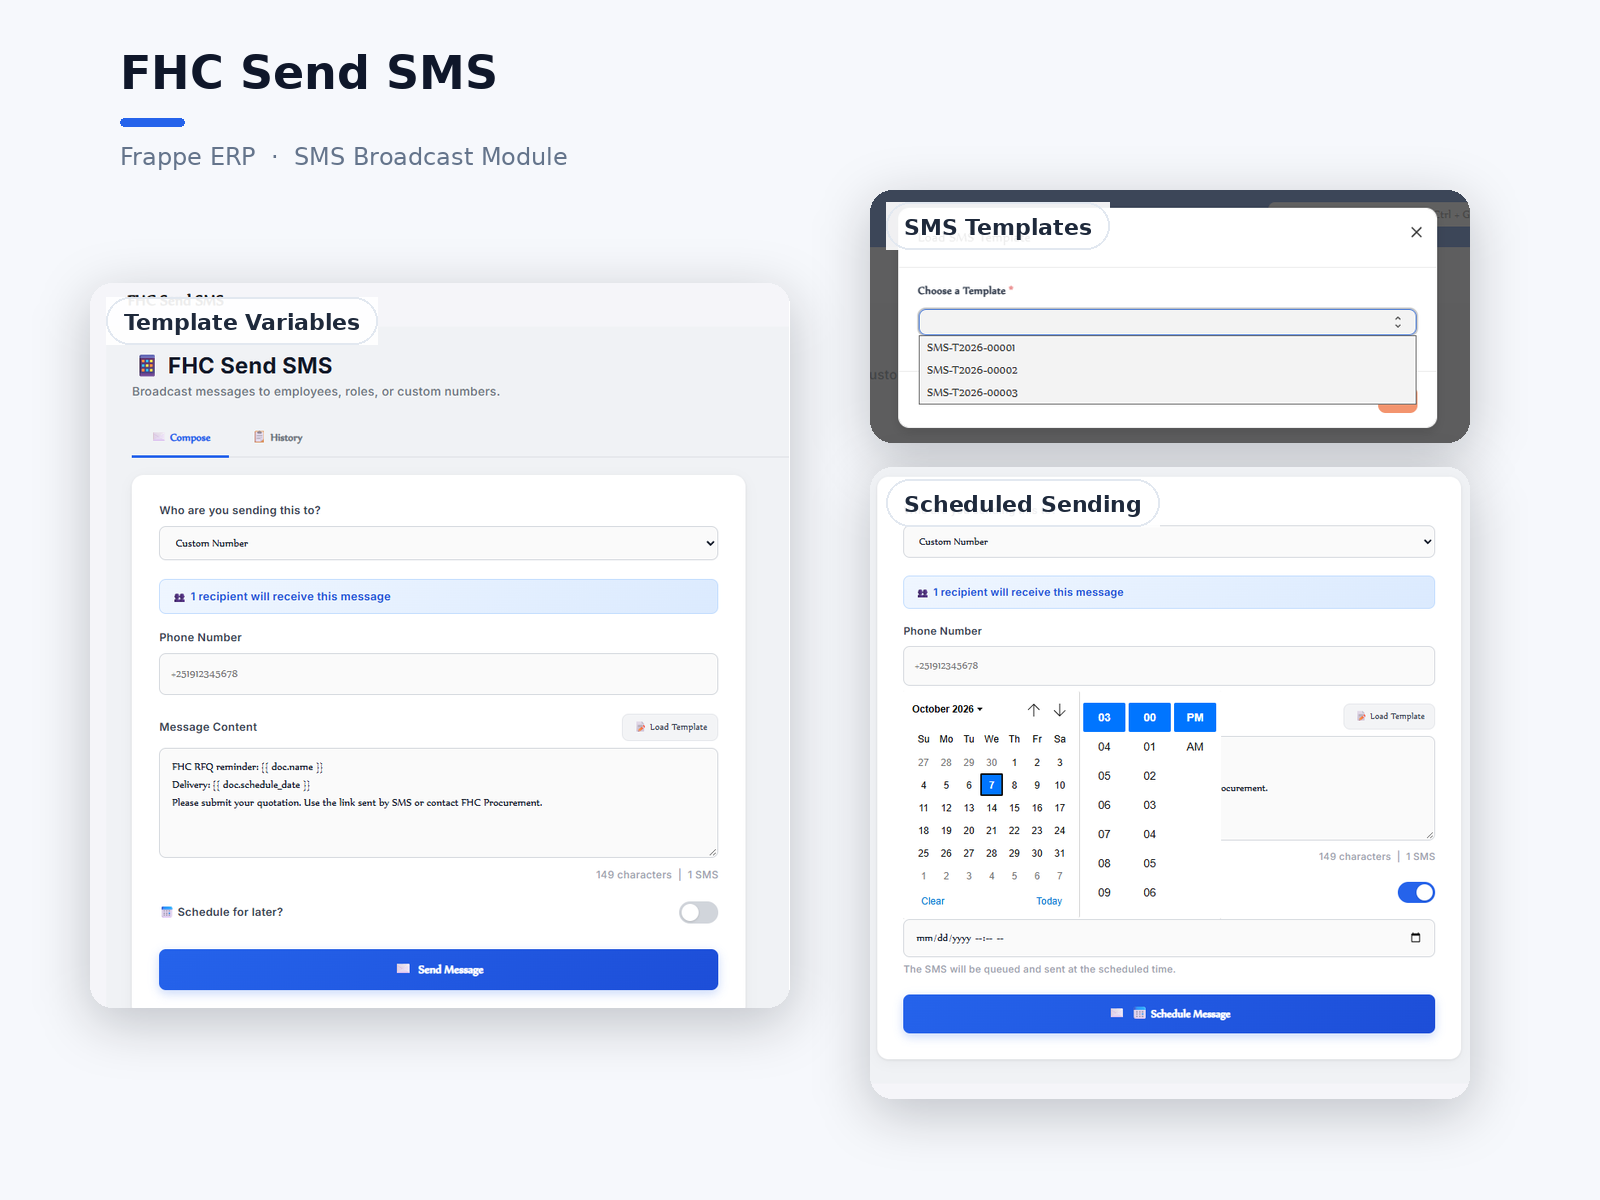 FHC Send SMS
Frappe ERP · SMS Broadcast Module
FHC Send SMS
Template Variables
FHC Send SMS
Broadcast messages to employees, roles, or custom numbers.
Compose
History
Who are you sending this to?
Custom Number
1 recipient will receive this message
Phone Number
+251912345678
Message Content
Load Template
FHC RFQ reminder: {{ doc.name }}
Delivery: {{ doc.schedule_date }}
Please submit your quotation. Use the link sent by SMS or contact FHC Procurement.
149 characters | 1 SMS
Schedule for later?
Send Message
Ctrl + G
SMS Templates
Load SMS Template
Choose a Template *
SMS-T2026-00001
SMS-T2026-00002
SMS-T2026-00003
usto
Scheduled Sending
Custom Number
1 recipient will receive this message
Phone Number
+251912345678
Load Template
October 2026
03 00 PM
Su Mo Tu We Th Fr Sa
04 01 AM
27 28 29 30 1 2 3
05 02
4 5 6 7 8 9 10
06 03
11 12 13 14 15 16 17
07 04
18 19 20 21 22 23 24
08 05
25 26 27 28 29 30 31
09 06
1 2 3 4 5 6 7
Clear
Today
ocurement.
149 characters | 1 SMS
mm/dd/yyyy --:-- --
The SMS will be queued and sent at the scheduled time.
Schedule Message